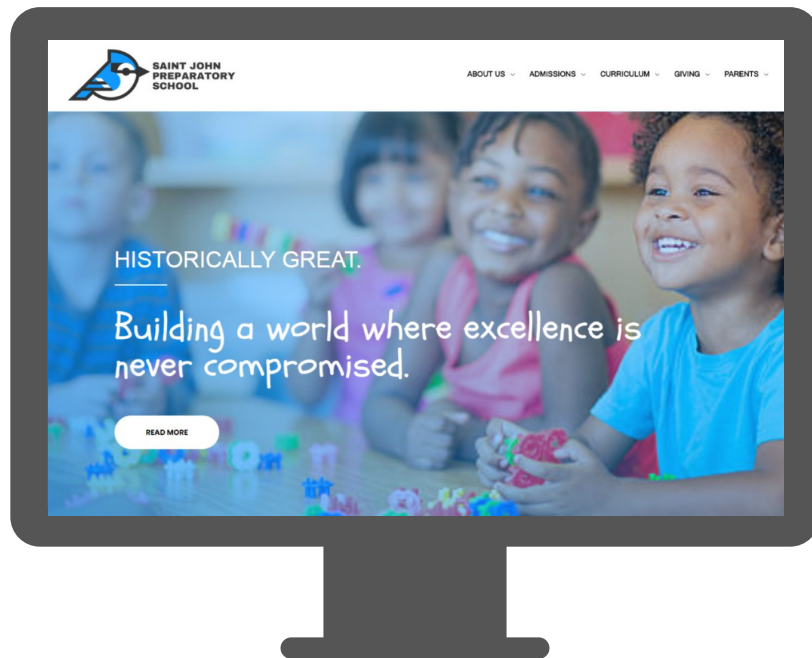 SAINT JOHN
PREPARATORY
SCHOOL
ABOUT US
ADMISSIONS
CURRICULUM
GIVING
PARENTS
HISTORICALLY GREAT.
Building a world where excellence is
never compromised.
READ MORE